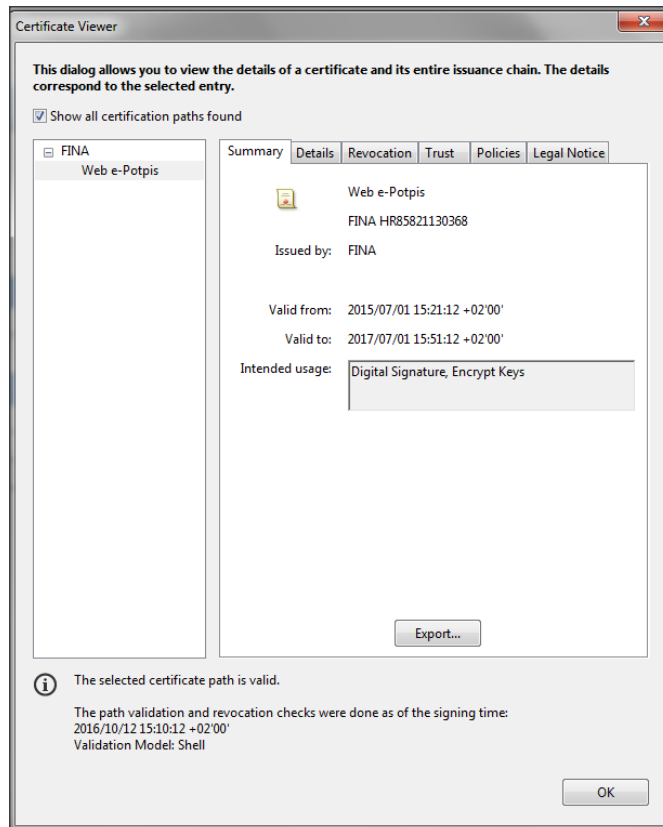 Certificate Viewer
This dialog allows you to view the details of a certificate and its entire issuance chain. The details
correspond to the selected entry.
Show all certification paths found
FINA
Web e-Potpis
Summary Details Revocation Trust Policies Legal Notice
Web e-Potpis
FINA HR85821130368
Issued by: FINA
Valid from: 2015/07/01 15:21:12 +02'00'
Valid to: 2017/07/01 15:51:12 +02'00'
Intended usage: Digital Signature, Encrypt Keys
Export...
The selected certificate path is valid.
The path validation and revocation checks were done as of the signing time:
2016/10/12 15:10:12 +02'00'
Validation Model: Shell
OK